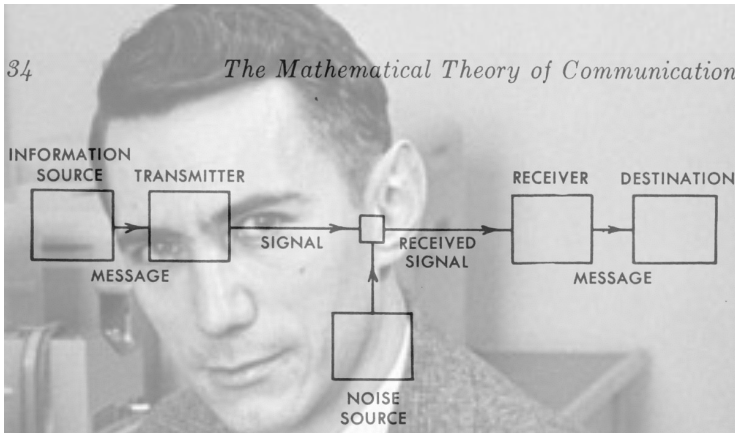 34 The Mathematical Theory of Communication
INFORMATION
SOURCE
TRANSMITTER
RECEIVER
DESTINATION
SIGNAL
RECEIVED
SIGNAL
MESSAGE
MESSAGE
NOISE
SOURCE